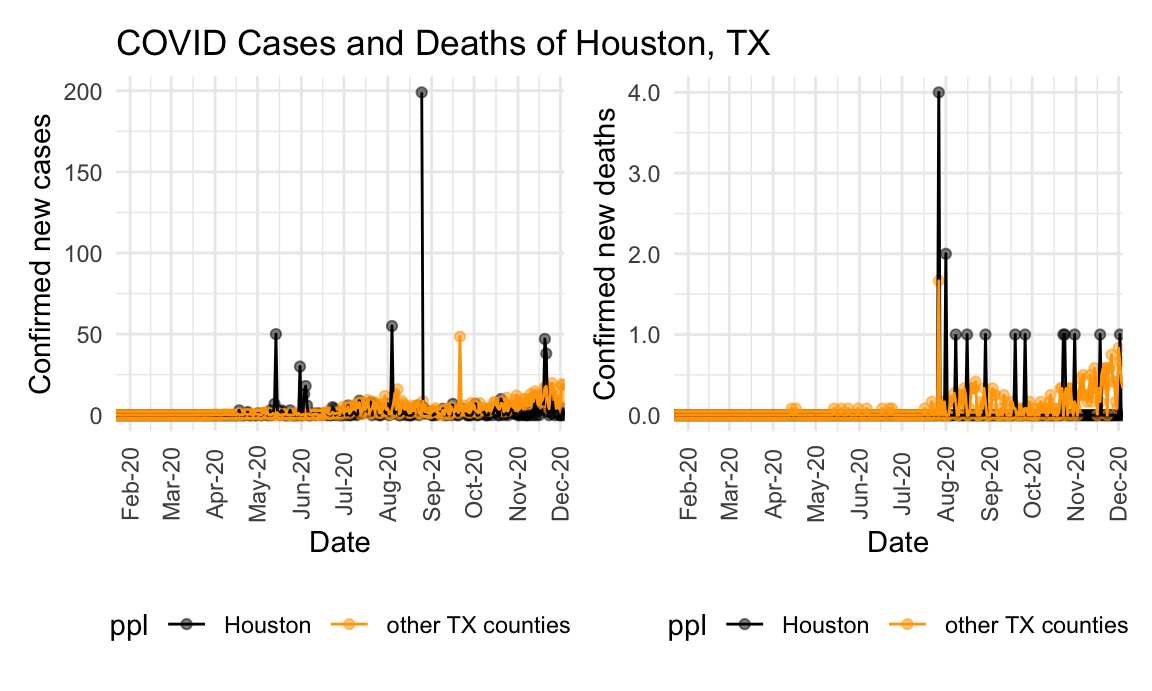 COVID Cases and Deaths of Houston, TX
Confirmed new cases
200
150
100
50
0
Feb-20 Mar-20 Apr-20 May-20 Jun-20 Jul-20 Aug-20 Sep-20 Oct-20 Nov-20 Dec-20
Date
ppl Houston other TX counties
Confirmed new deaths
4.0
3.0
2.0
1.0
0.0
Feb-20 Mar-20 Apr-20 May-20 Jun-20 Jul-20 Aug-20 Sep-20 Oct-20 Nov-20 Dec-20
Date
ppl Houston other TX counties